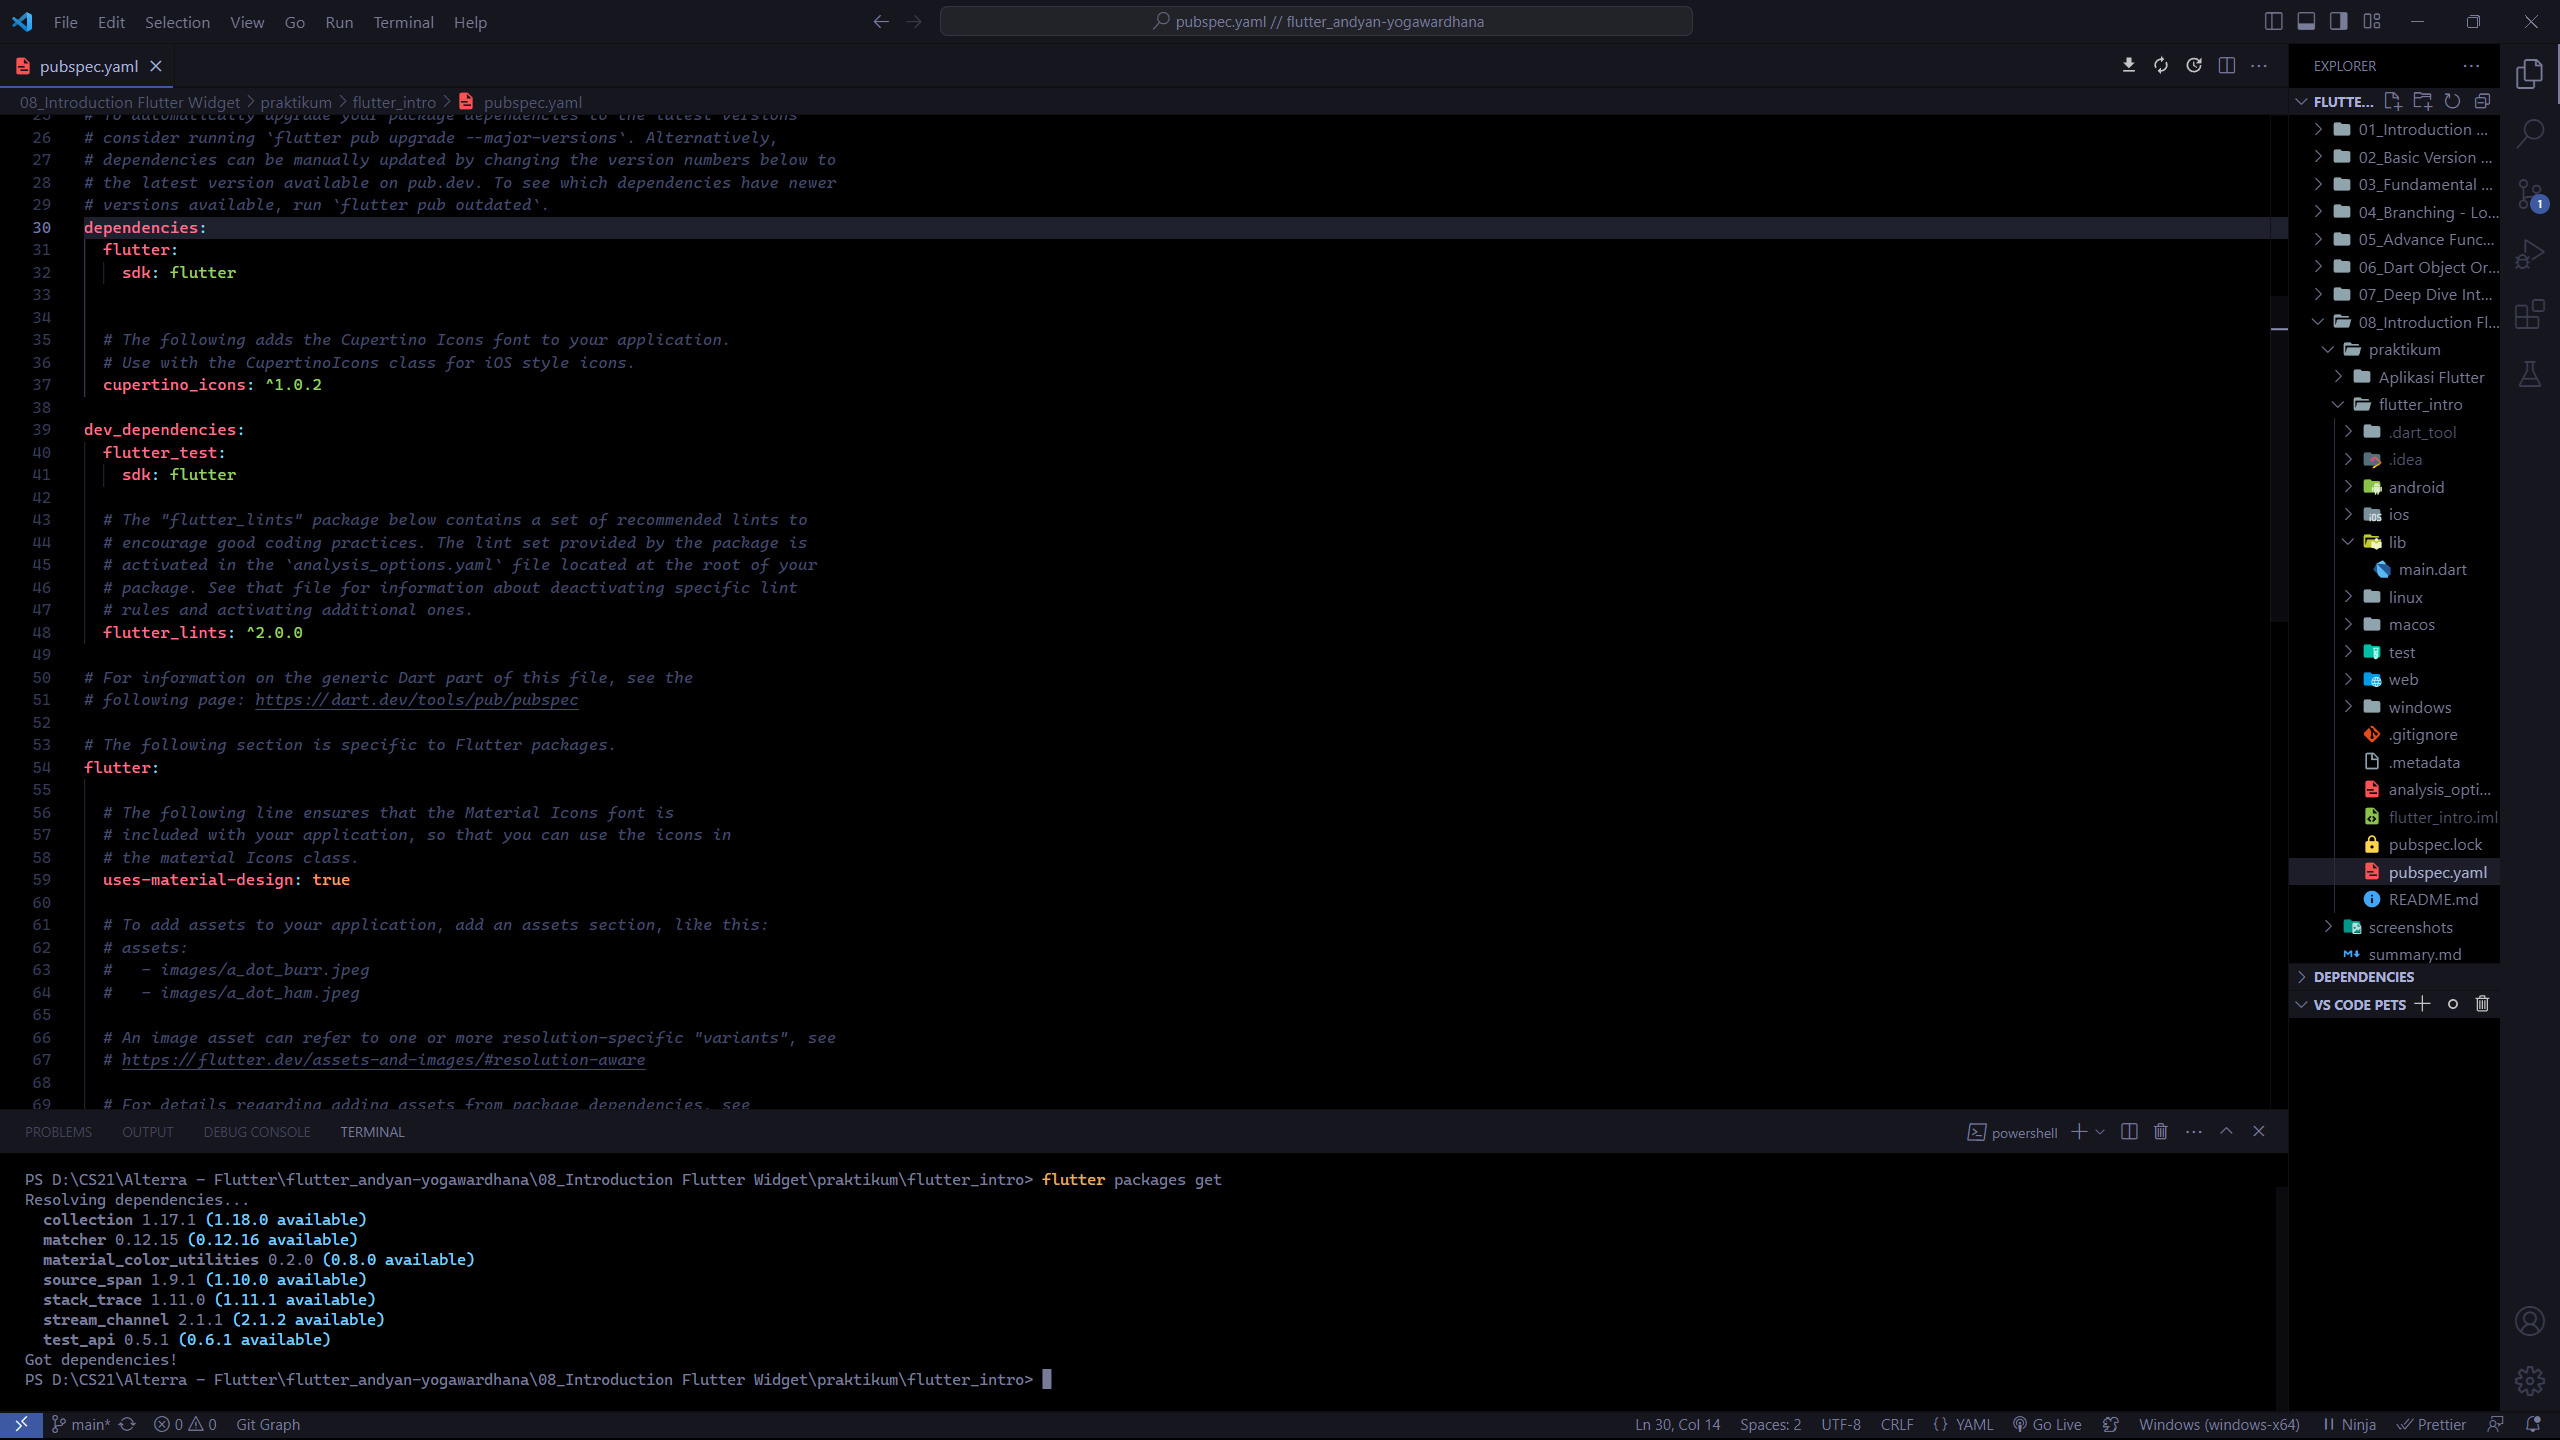 File Edit Selection View Go Run Terminal Help
pubspec.yaml // flutter_andyan-yogawardhana
pubspec.yaml
08_Introduction Flutter Widget > praktikum > flutter_intro > pubspec.yaml
25 # To automatically upgrade your package dependencies to the latest versions
26 # consider running `flutter pub upgrade --major-versions`. Alternatively,
27 # dependencies can be manually updated by changing the version numbers below to
28 # the latest version available on pub.dev. To see which dependencies have newer
29 # versions available, run `flutter pub outdated`.
30 dependencies:
31 flutter:
32 sdk: flutter
33
34
35 # The following adds the Cupertino Icons font to your application.
36 # Use with the CupertinoIcons class for iOS style icons.
37 cupertino_icons: ^1.0.2
38
39 dev_dependencies:
40 flutter_test:
41 sdk: flutter
42
43 # The "flutter_lints" package below contains a set of recommended lints to
44 # encourage good coding practices. The lint set provided by the package is
45 # activated in the `analysis_options.yaml` file located at the root of your
46 # package. See that file for information about deactivating specific lint
47 # rules and activating additional ones.
48 flutter_lints: ^2.0.0
49
50 # For information on the generic Dart part of this file, see the
51 # following page: https://dart.dev/tools/pub/pubspec
52
53 # The following section is specific to Flutter packages.
54 flutter:
55
56 # The following line ensures that the Material Icons font is
57 # included with your application, so that you can use the icons in
58 # the material Icons class.
59 uses-material-design: true
60
61 # To add assets to your application, add an assets section, like this:
62 # assets:
63 #   - images/a_dot_burr.jpeg
64 #   - images/a_dot_ham.jpeg
65
66 # An image asset can refer to one or more resolution-specific "variants", see
67 # https://flutter.dev/assets-and-images/#resolution-aware
68
69 # For details regarding adding assets from package dependencies, see
EXPLORER
FLUTTE...
01_Introduction ...
02_Basic Version ...
03_Fundamental ...
04_Branching - Lo...
05_Advance Func...
06_Dart Object Or...
07_Deep Dive Int...
08_Introduction Fl...
praktikum
Aplikasi Flutter
flutter_intro
.dart_tool
.idea
android
ios
lib
main.dart
linux
macos
test
web
windows
.gitignore
.metadata
analysis_opti...
flutter_intro.iml
pubspec.lock
pubspec.yaml
README.md
screenshots
summary.md
DEPENDENCIES
VS CODE PETS
1
PROBLEMS OUTPUT DEBUG CONSOLE TERMINAL
powershell
PS D:\CS21\Alterra - Flutter\flutter_andyan-yogawardhana\08_Introduction Flutter Widget\praktikum\flutter_intro> flutter packages get
Resolving dependencies...
collection 1.17.1 (1.18.0 available)
matcher 0.12.15 (0.12.16 available)
material_color_utilities 0.2.0 (0.8.0 available)
source_span 1.9.1 (1.10.0 available)
stack_trace 1.11.0 (1.11.1 available)
stream_channel 2.1.1 (2.1.2 available)
test_api 0.5.1 (0.6.1 available)
Got dependencies!
PS D:\CS21\Alterra - Flutter\flutter_andyan-yogawardhana\08_Introduction Flutter Widget\praktikum\flutter_intro>
main* 0 0 Git Graph Ln 30, Col 14 Spaces: 2 UTF-8 CRLF {} YAML Go Live Windows (windows-x64) Ninja Prettier